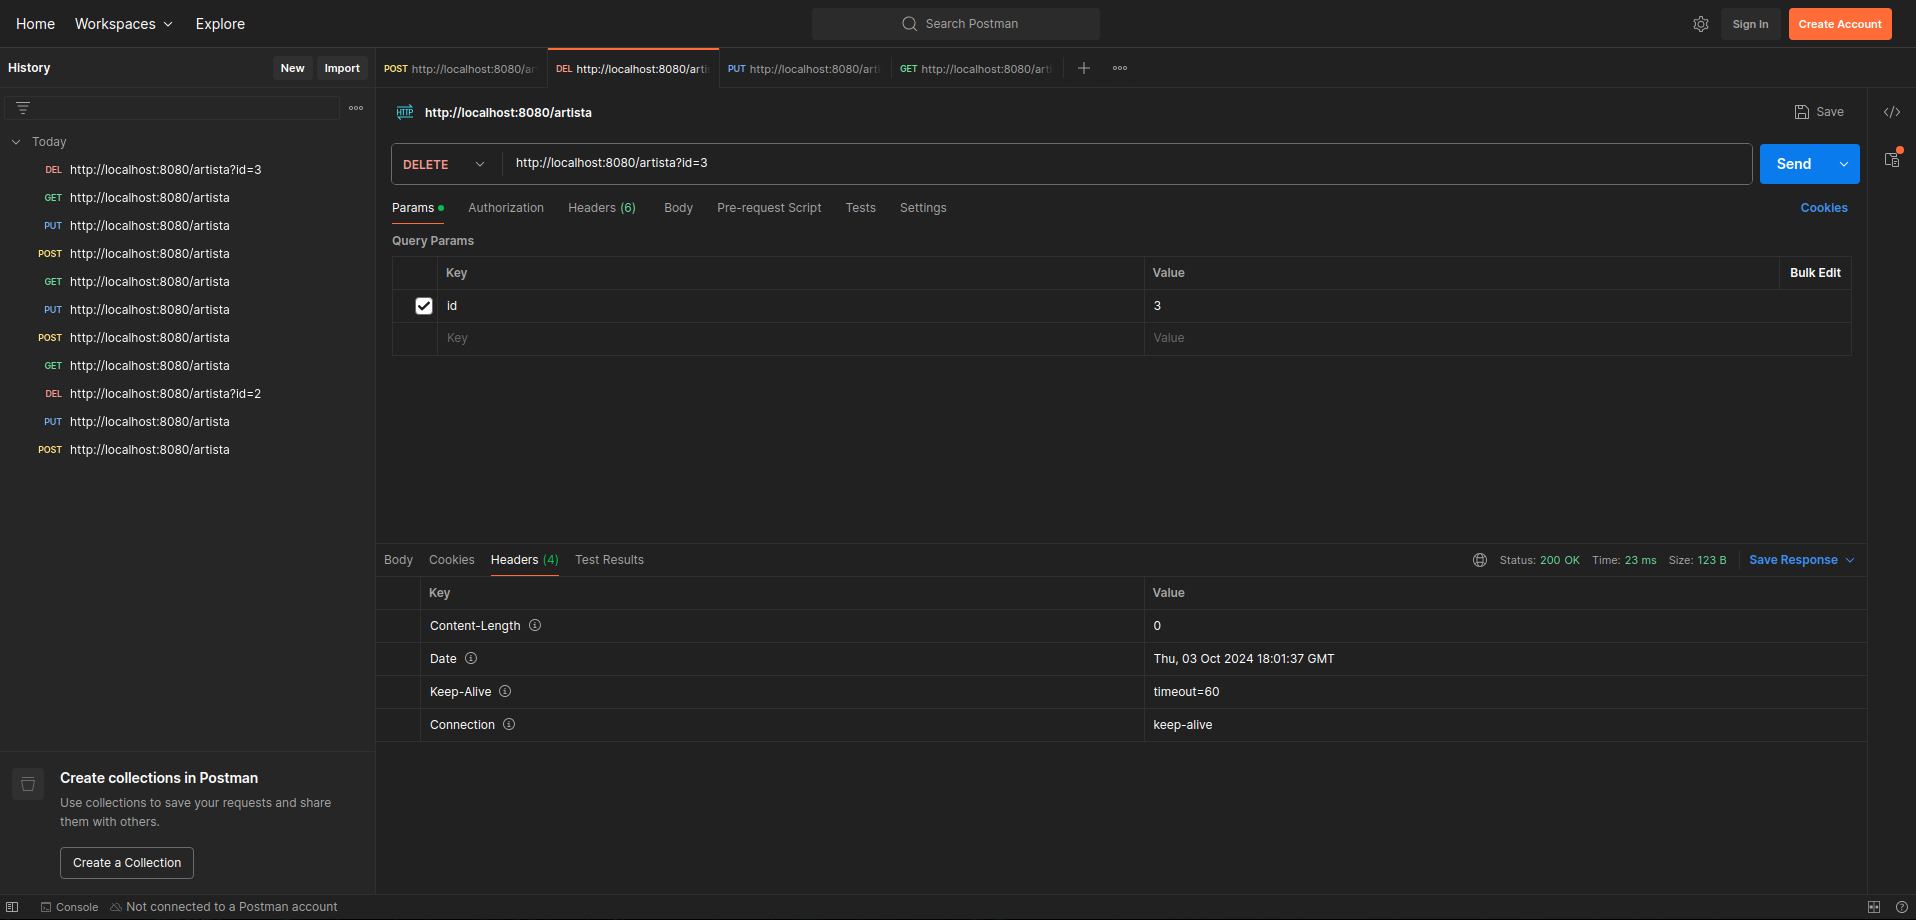 Home Workspaces Explore Search Postman Sign In Create Account
History New Import
POST http://localhost:8080/ar DEL http://localhost:8080/arti PUT http://localhost:8080/arti GET http://localhost:8080/arti
Today
DEL http://localhost:8080/artista?id=3
GET http://localhost:8080/artista
PUT http://localhost:8080/artista
POST http://localhost:8080/artista
GET http://localhost:8080/artista
PUT http://localhost:8080/artista
POST http://localhost:8080/artista
GET http://localhost:8080/artista
DEL http://localhost:8080/artista?id=2
PUT http://localhost:8080/artista
POST http://localhost:8080/artista
Create collections in Postman
Use collections to save your requests and share
them with others.
Create a Collection
HTTP http://localhost:8080/artista Save
DELETE http://localhost:8080/artista?id=3 Send
Params Authorization Headers (6) Body Pre-request Script Tests Settings Cookies
Query Params
Key Value Bulk Edit
id 3
Key Value
Body Cookies Headers (4) Test Results Status: 200 OK Time: 23 ms Size: 123 B Save Response
Key Value
Content-Length 0
Date Thu, 03 Oct 2024 18:01:37 GMT
Keep-Alive timeout=60
Connection keep-alive
Console Not connected to a Postman account